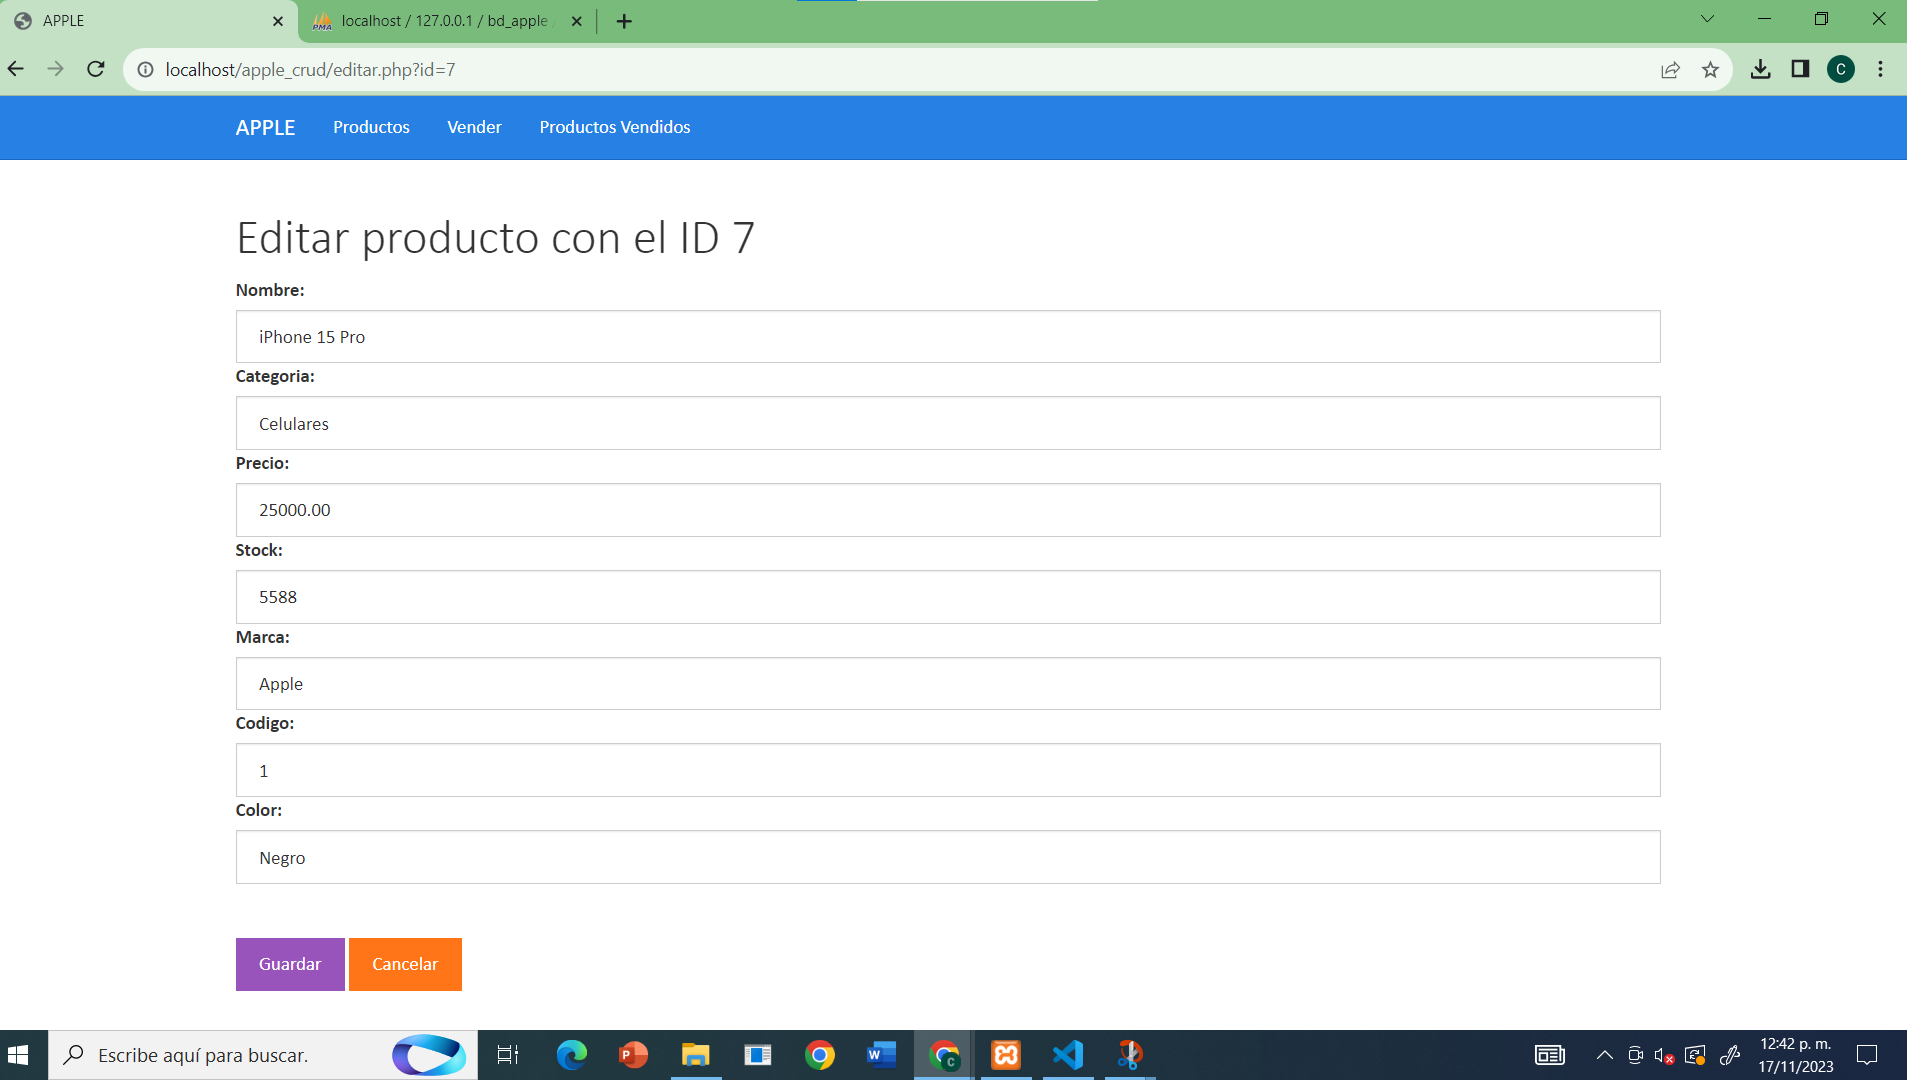 APPLE
localhost / 127.0.0.1 / bd_apple
localhost/apple_crud/editar.php?id=7
C
APPLE Productos Vender Productos Vendidos
Editar producto con el ID 7
Nombre:
iPhone 15 Pro
Categoria:
Celulares
Precio:
25000.00
Stock:
5588
Marca:
Apple
Codigo:
1
Color:
Negro
Guardar Cancelar
Escribe aquí para buscar.
12:42 p. m.
17/11/2023